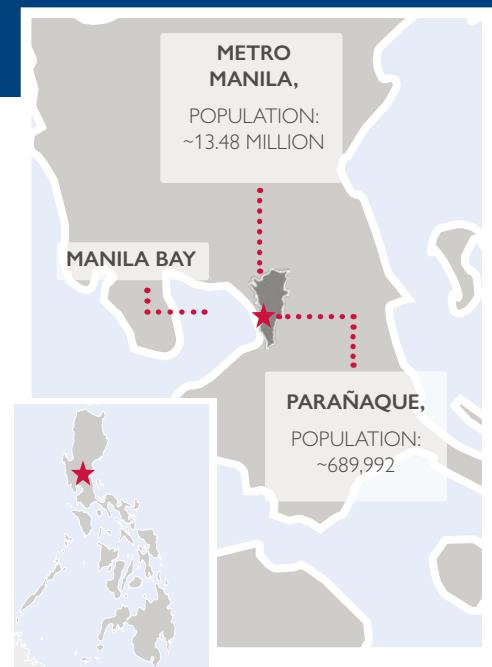 METRO
MANILA,
POPULATION:
~13.48 MILLION
MANILA BAY
PARAÑAQUE,
POPULATION:
~689,992